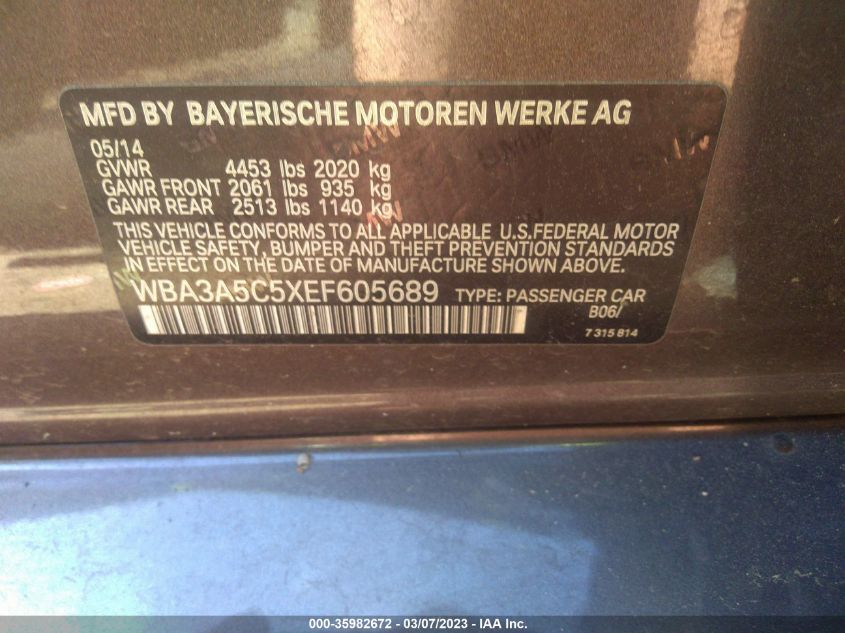 MFD BY BAYERISCHE MOTOREN WERKE AG
05/14
GVWR 4453 lbs 2020 kg
GAWR FRONT 2061 lbs 935 kg
GAWR REAR 2513 lbs 1140 kg
THIS VEHICLE CONFORMS TO ALL APPLICABLE U.S.FEDERAL MOTOR
VEHICLE SAFETY, BUMPER AND THEFT PREVENTION STANDARDS
IN EFFECT ON THE DATE OF MANUFACTURE SHOWN ABOVE.
WBA3A5C5XEF605689 TYPE: PASSENGER CAR
B06/
7 315 814
000-35982672 / 03/07/2023 / IAA Inc.